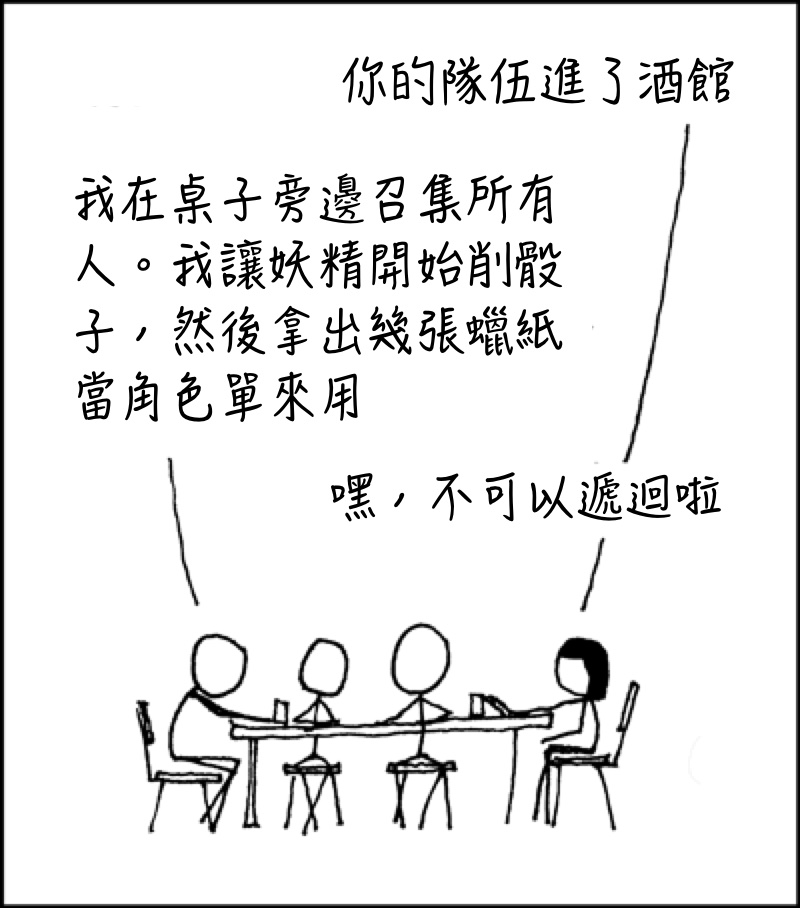 你的隊伍進了酒館
我在桌子旁邊召集所有
人。我讓妖精開始削骰
子，然後拿出幾張蠟紙
當角色單來用
嘿，不可以遞迴啦